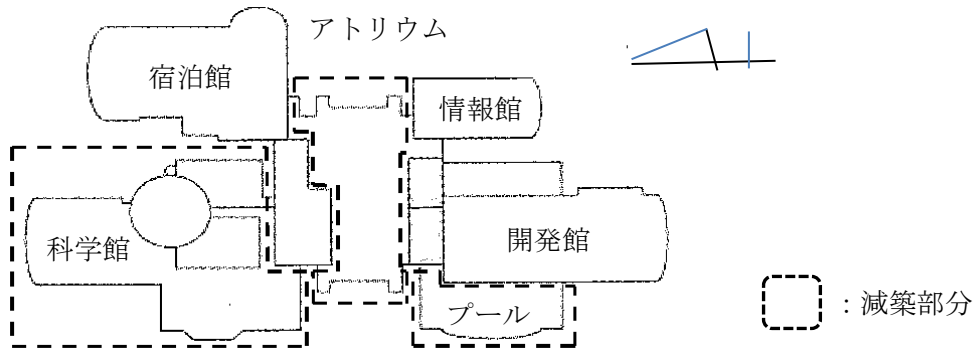 アトリウム
宿泊館
情報館
科学館
開発館
プール
：減築部分